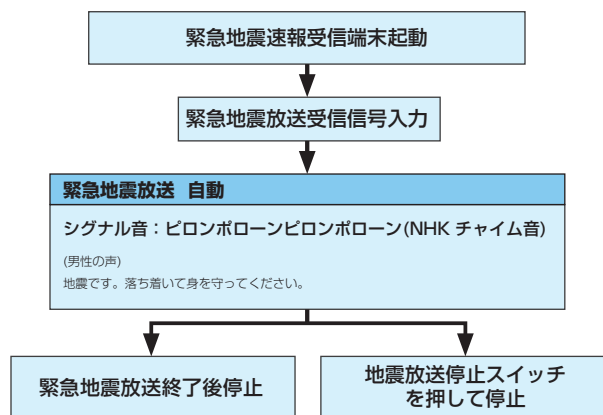 緊急地震速報受信端末起動
緊急地震放送受信信号入力
緊急地震放送 自動
シグナル音：ピロンポローンピロンポローン(NHK チャイム音)
(男性の声)
地震です。落ち着いて身を守ってください。
緊急地震放送終了後停止
地震放送停止スイッチ
を押して停止